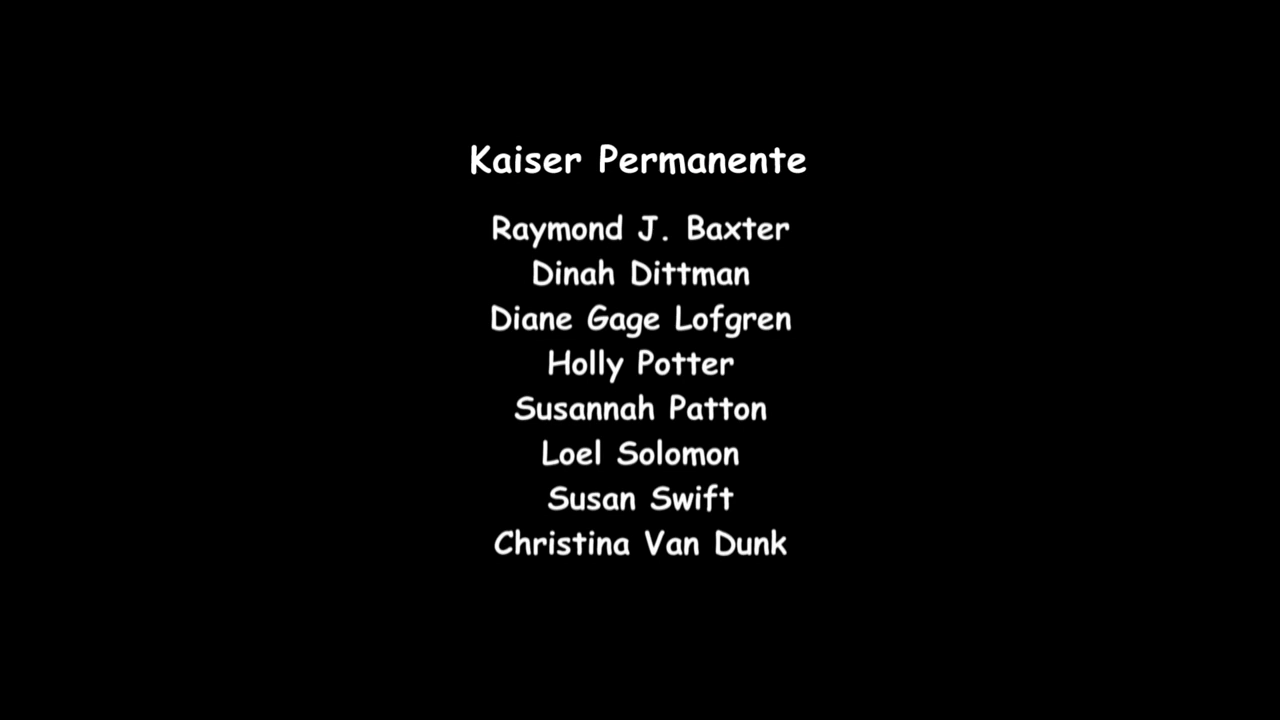 Kaiser Permanente
Raymond J. Baxter
Dinah Dittman
Diane Gage Lofgren
Holly Potter
Susannah Patton
Loel Solomon
Susan Swift
Christina Van Dunk